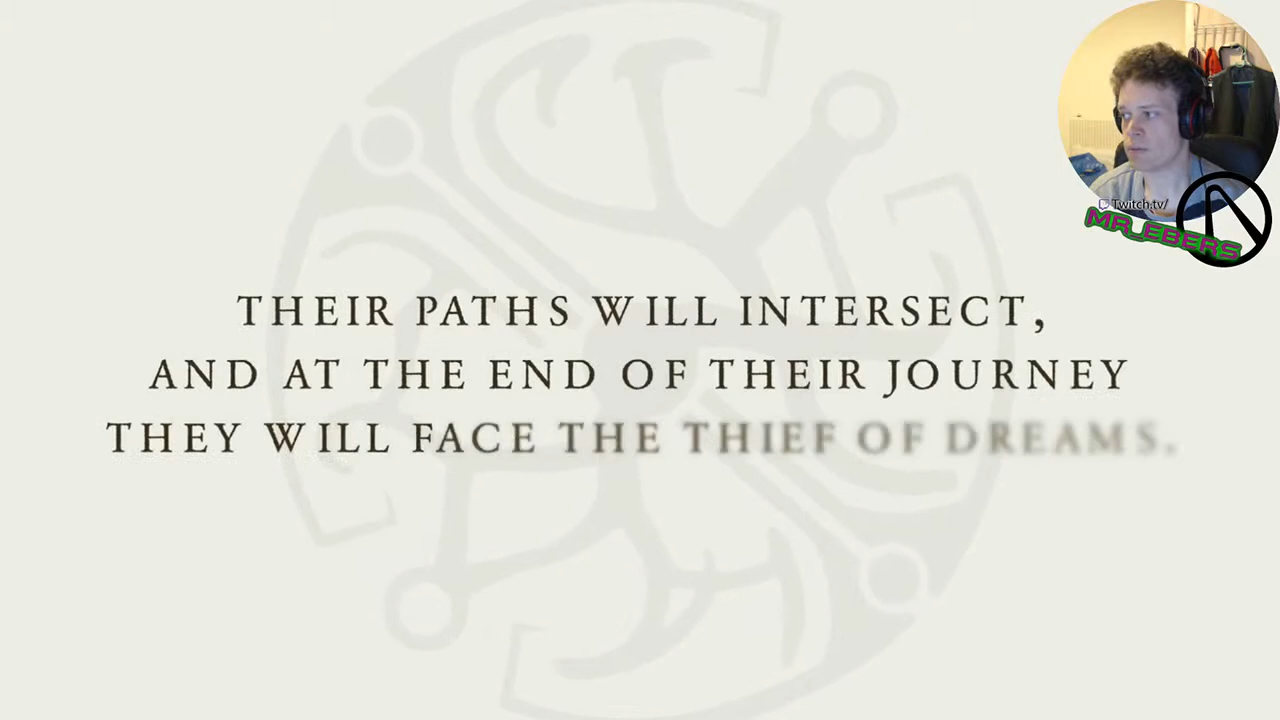 THEIR PATHS WILL INTERSECT,
AND AT THE END OF THEIR JOURNEY
THEY WILL FACE THE THIEF OF DREAMS.
Twitch.tv/
MR_EBERS